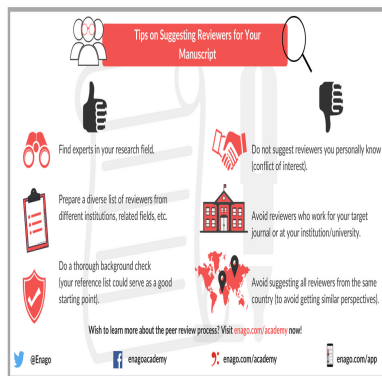 Tips on Suggesting Reviewers for Your
Manuscript
Find experts in your research field.
Prepare a diverse list of reviewers from
different institutions, related fields, etc.
Do a thorough background check
(your reference list could serve as a good
starting point).
Do not suggest reviewers you personally know
(conflict of interest).
Avoid reviewers who work for your target
journal or at your institution/university.
Avoid suggesting all reviewers from the same
country (to avoid getting similar perspectives).
Wish to learn more about the peer review process? Visit enago.com/academy now!
@Enago
enagoacademy
enago.com/academy
enago.com/app